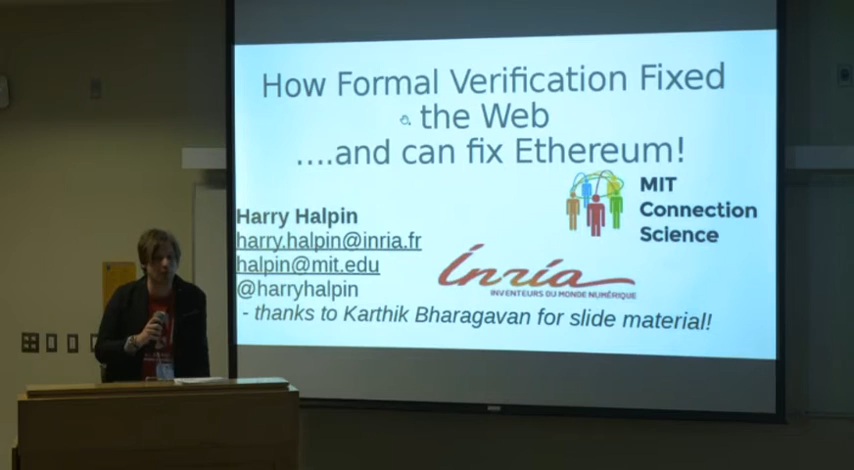 How Formal Verification Fixed
the Web
....and can fix Ethereum!
MIT
Connection
Science
Harry Halpin
harry.halpin@inria.fr
halpin@mit.edu
@harryhalpin
Inría
INVENTEURS DU MONDE NUMÉRIQUE
- thanks to Karthik Bharagavan for slide material!